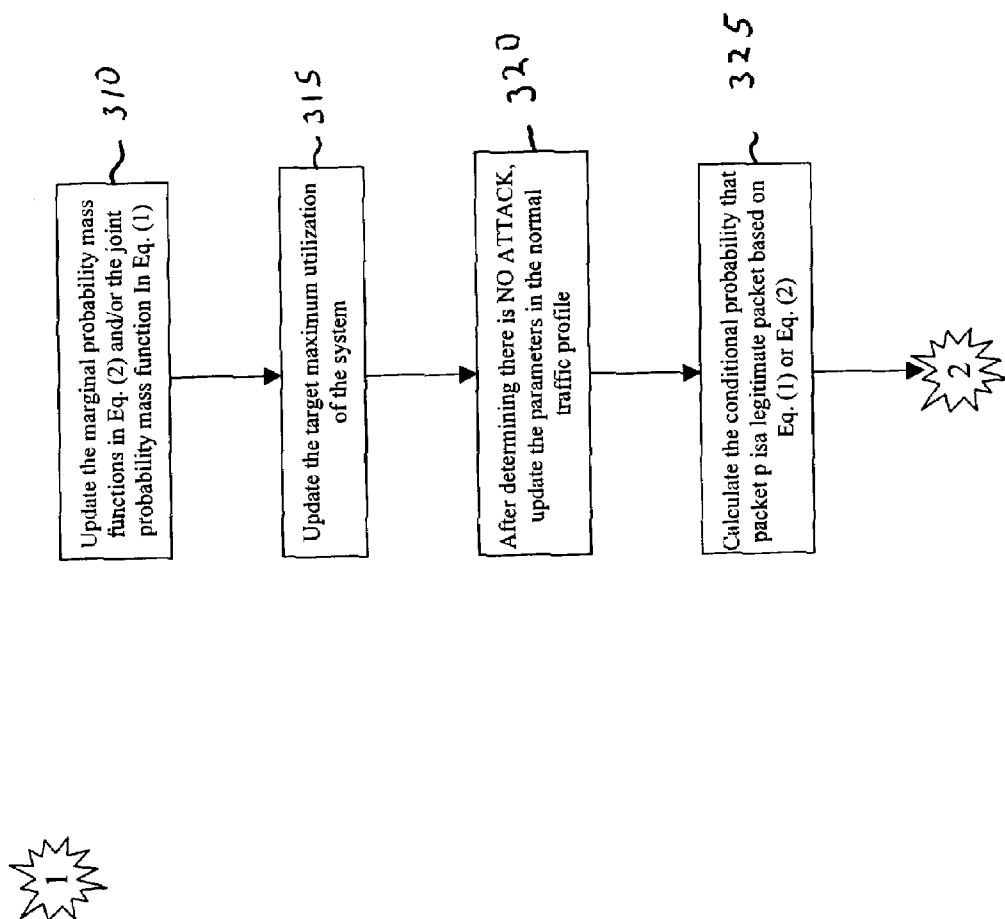 1
Update the marginal probability mass
functions in Eq. (2) and/or the joint
probability mass function In Eq. (1)
310
Update the target maximum utilization
of the system
315
After determining there is NO ATTACK,
update the parameters in the normal
traffic profile
320
Calculate the conditional probability that
packet p isa legitimate packet based on
Eq. (1) or Eq. (2)
325
2